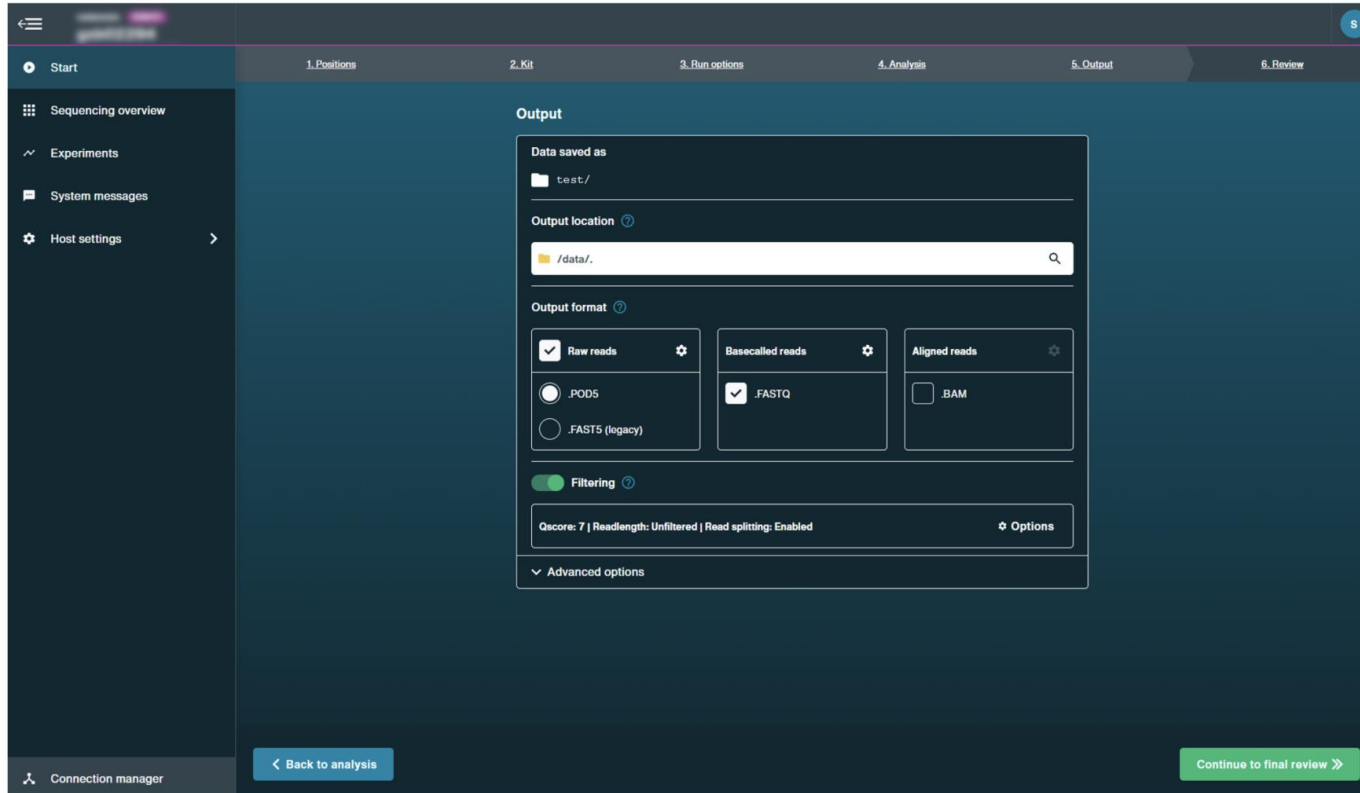 S
Start
1. Positions
2. Kit
3. Run options
4. Analysis
5. Output
6. Review
Sequencing overview
Experiments
System messages
Host settings
Output
Data saved as
test/
Output location ?
/data/.
Output format ?
Raw reads
.POD5
.FAST5 (legacy)
Basecalled reads
.FASTQ
Aligned reads
.BAM
Filtering ?
Qscore: 7 | Readlength: Unfiltered | Read splitting: Enabled
Options
Advanced options
Back to analysis
Continue to final review
Connection manager